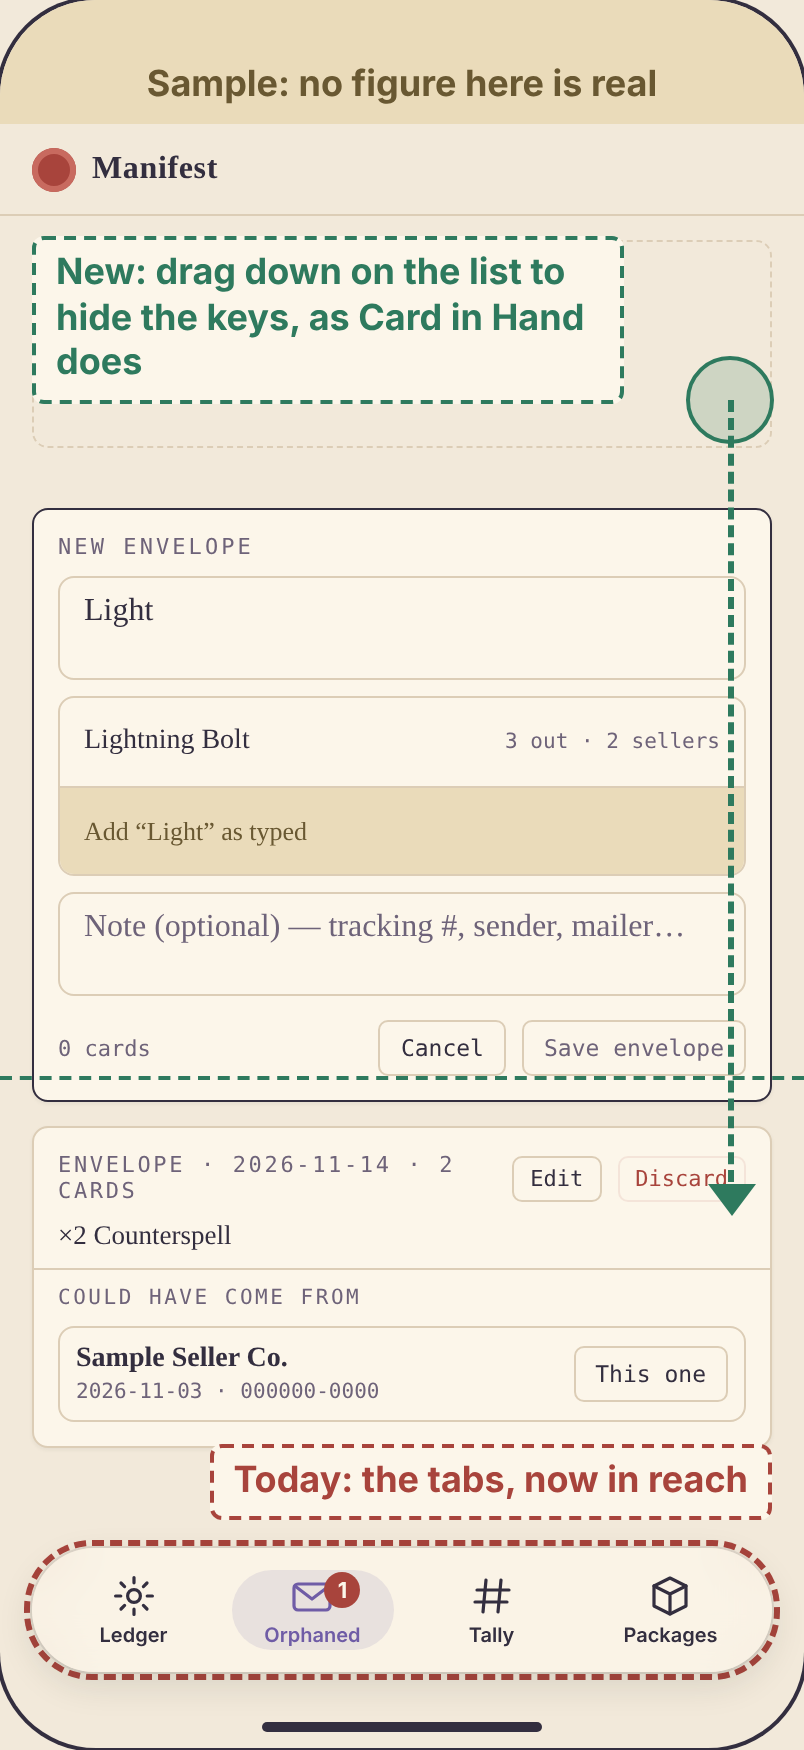 Sample: no figure here is real
Manifest
New: drag down on the list to
hide the keys, as Card in Hand
does
NEW ENVELOPE
Light
Lightning Bolt
3 out · 2 sellers
Add “Light” as typed
Note (optional) — tracking #, sender, mailer…
0 cards
Cancel
Save envelope
ENVELOPE · 2026-11-14 · 2
CARDS
Edit
Discard
×2 Counterspell
COULD HAVE COME FROM
Sample Seller Co.
2026-11-03 · 000000-0000
This one
Today: the tabs, now in reach
1
Ledger
Orphaned
Tally
Packages